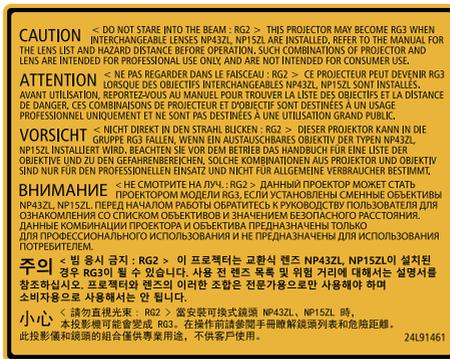 CAUTION < DO NOT STARE INTO THE BEAM : RG2 > THIS PROJECTOR MAY BECOME RG3 WHEN
INTERCHANGEABLE LENSES NP43ZL, NP15ZL ARE INSTALLED. REFER TO THE MANUAL FOR
THE LENS LIST AND HAZARD DISTANCE BEFORE OPERATION. SUCH COMBINATIONS OF PROJECTOR AND
LENS ARE INTENDED FOR PROFESSIONAL USE ONLY, AND ARE NOT INTENDED FOR CONSUMER USE.
ATTENTION < NE PAS REGARDER DANS LE FAISCEAU : RG2 > CE PROJECTEUR PEUT DEVENIR RG3
LORSQUE DES OBJECTIFS INTERCHANGEABLES NP43ZL, NP15ZL SONT INSTALLÉS.
AVANT UTILISATION, REPORTEZ-VOUS AU MANUEL POUR TROUVER LA LISTE DES OBJECTIFS ET LA DISTANCE
DE DANGER. CES COMBINAISONS DE PROJECTEUR ET D'OBJECTIF SONT DESTINÉES À UN USAGE
PROFESSIONNEL UNIQUEMENT ET NE SONT PAS DESTINÉES À UNE UTILISATION GRAND PUBLIC.
VORSICHT < NICHT DIREKT IN DEN STRAHL BLICKEN : RG2 > DIESER PROJEKTOR KANN IN DIE
GRUPPE RG3 FALLEN, WENN EIN AUSTAUSCHBARES OBJEKTIV DER TYPEN NP43ZL,
NP15ZL INSTALLIERT WIRD. BEACHTEN SIE VOR DEM BETRIEB DAS HANDBUCH FÜR EINE LISTE DER
OBJEKTIVE UND ZU DEN GEFAHRENBEREICHEN. SOLCHE KOMBINATIONEN AUS PROJEKTOR UND OBJEKTIV
SIND NUR FÜR DEN PROFESSIONELLEN EINSATZ UND NICHT FÜR ALLGEMEINE VERBRAUCHER BESTIMMT.
ВНИМАНИЕ < НЕ СМОТРИТЕ НА ЛУЧ. : RG2 > ДАННЫЙ ПРОЕКТОР МОЖЕТ СТАТЬ
ПРОЕКТОРОМ МОДЕЛИ RG3, ЕСЛИ УСТАНОВЛЕНЫ СМЕННЫЕ ОБЪЕКТИВЫ
NP43ZL, NP15ZL. ПЕРЕД НАЧАЛОМ РАБОТЫ ОБРАТИТЕСЬ К РУКОВОДСТВУ ПОЛЬЗОВАТЕЛЯ ДЛЯ
ОЗНАКОМЛЕНИЯ СО СПИСКОМ ОБЪЕКТИВОВ И ЗНАЧЕНИЕМ БЕЗОПАСНОГО РАССТОЯНИЯ.
ДАННЫЕ КОМБИНАЦИИ ПРОЕКТОРА И ОБЪЕКТИВА ПРЕДНАЗНАЧЕНЫ ТОЛЬКО
ДЛЯ ПРОФЕССИОНАЛЬНОГО ИСПОЛЬЗОВАНИЯ И НЕ ПРЕДНАЗНАЧЕНЫ ДЛЯ ИСПОЛЬЗОВАНИЯ
ПОТРЕБИТЕЛЕМ.
주의 < 빔 응시 금지 : RG2 > 이 프로젝터는 교환식 렌즈 NP43ZL, NP15ZL이 설치된
경우 RG3이 될 수 있습니다. 사용 전 렌즈 목록 및 위험 거리에 대해서는 설명서를
참조하십시오. 프로젝터와 렌즈의 이러한 조합은 전문가용으로만 사용해야 하며
소비자용으로 사용해서는 안 됩니다.
小心 < 請勿直視光束 : RG2 > 當安裝可換式鏡頭 NP43ZL、NP15ZL 時，
本投影機可能會變成 RG3。在操作前請參閱手冊瞭解鏡頭列表和危險距離。
此投影儀和鏡頭的組合僅供專業用途，不供客戶使用。
24L91461